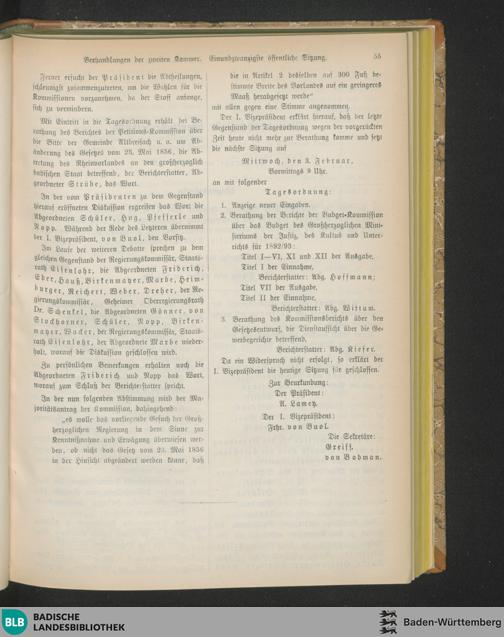 Verhandlungen der zweiten Kammer. Einundzwanzigste öffentliche Sitzung. 55
Ferner ersucht der Präsident die Abtheilungen,
schleunigst zusammenzutreten, um die Wahlen für die
Kommissionen vorzunehmen, da der Stoff anfange,
sich zu vermindern.
Mit Eintritt in die Tagesordnung erhält bei Be-
rathung des Berichts der Petitions-Kommission über
die Bitte der Gemeinde Altbreisach u. a. um Ab-
änderung des Gesetzes vom 23. Mai 1856, die Ab-
tretung des Rheinvorlandes an den großherzoglich
badischen Staat betreffend, der Berichterstatter, Ab-
geordneter Strübe, das Wort.
In der vom Präsidenten zu dem Gegenstand
hierauf eröffneten Diskussion ergreifen das Wort die
Abgeordneten Schüler, Hug, Pfefferle und
Nopp. Während der Rede des Letzteren übernimmt
der I. Vizepräsident, von Buol, den Vorsitz.
Im Laufe der weiteren Debatte sprechen zu dem
gleichen Gegenstand der Regierungskommissär, Staats-
rath Eisenlohr, die Abgeordneten Friderich,
Eder, Hauß, Birkenmayer, Marbe, Heim-
burger, Reichert, Weber, Dreher, der Re-
gierungskommissär, Geheimer Oberregierungsrath
Dr. Schenkel, die Abgeordneten Gönner, von
Stockhorner, Schüler, Nopp, Birken-
mayer, Wacker, der Regierungskommissär, Staats-
rath Eisenlohr, der Abgeordnete Marbe wieder-
holt, worauf die Diskussion geschlossen wird.
Zu persönlichen Bemerkungen erhalten noch die
Abgeordneten Friderich und Nopp das Wort,
worauf zum Schluß der Berichterstatter spricht.
In der nun folgenden Abstimmung wird der Ma-
joritätsantrag der Kommission, dahingehend:
„es wolle das vorliegende Gesuch der Groß-
herzoglichen Regierung in dem Sinne zur
Kenntnißnahme und Erwägung überwiesen wer-
den, ob nicht das Gesetz vom 23. Mai 1856
in der Hinsicht abgeändert werden könne, daß
die in Artikel 2 desselben auf 300 Fuß be-
stimmte Breite des Vorlandes auf ein geringeres
Maaß herabgesetzt werde“
mit allen gegen eine Stimme angenommen.
Der I. Vizepräsident erklärt hierauf, daß der letzte
Gegenstand der Tagesordnung wegen der vorgerückten
Zeit heute nicht mehr zur Berathung komme und setzt
die nächste Sitzung auf
Mittwoch, den 3. Februar,
Vormittags 9 Uhr.
an mit folgender
Tagesordnung:
1. Anzeige neuer Eingaben.
2. Berathung der Berichte der Budget-Kommission
über das Budget des Großherzoglichen Mini-
steriums der Justiz, des Kultus und Unter-
richts für 1892/93:
Titel I—VI, XI und XII der Ausgabe,
Titel I der Einnahme,
Berichterstatter: Abg. Hoffmann;
Titel VII der Ausgabe,
Titel II der Einnahme,
Berichterstatter: Abg. Wittum.
3. Berathung des Kommissionsberichts über den
Gesetzesentwurf, die Dienstaufsicht über die Ge-
werbegerichte betreffend.
Berichterstatter: Abg. Kiefer.
Da ein Widerspruch nicht erfolgt, so erklärt der
I. Vizepräsident die heutige Sitzung für geschlossen.
Zur Beurkundung:
Der Präsident:
A. Lamey.
Der I. Vizepräsident:
Frhr. von Buol.
Die Sekretäre:
Greiff.
von Bodman.
BLB BADISCHE
LANDESBIBLIOTHEK
Baden-Württemberg